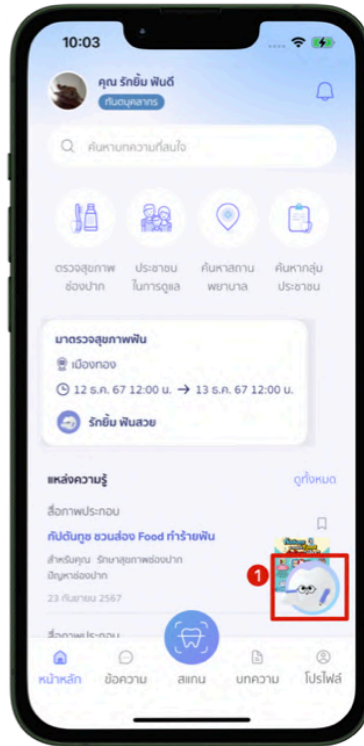 10:03
คุณ รักยิ้ม ฟันดี
ทันตบุคลากร
ค้นหาบทความที่สนใจ
ตรวจสุขภาพ
ช่องปาก
ประชาชน
ในการดูแล
ค้นหาสถาน
พยาบาล
ค้นหากลุ่ม
ประชาชน
มาตรวจสุขภาพฟัน
เมืองทอง
12 ธ.ค. 67 12:00 น. → 13 ธ.ค. 67 12:00 น.
รักยิ้ม ฟันสวย
แหล่งความรู้
ดูทั้งหมด
สื่อภาพประกอบ
กัปตันทูธ ชวนส่อง Food ทำร้ายฟัน
สำหรับคุณ รักษาสุขภาพช่องปาก
ปัญหาช่องปาก
23 กันยายน 2567
1
สื่อภาพประกอบ
หน้าหลัก
ข้อความ
สแกน
บทความ
โปรไฟล์